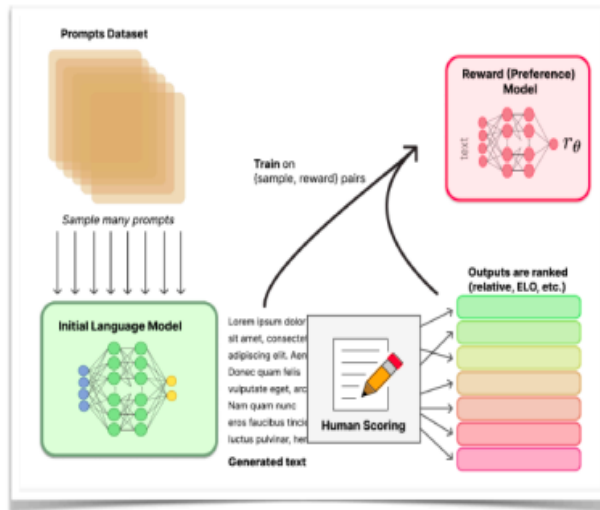 Prompts Dataset
Sample many prompts
Initial Language Model
Train on
{sample, reward} pairs
Reward (Preference)
Model
text
rθ
Lorem ipsum dolor
sit amet, consectet
adipiscing elit. Aen
Donec quam felis
vulputate eget, arc
Nam quam nunc
eros faucibus tincid
luctus pulvinar, her
Generated text
Human Scoring
Outputs are ranked
(relative, ELO, etc.)